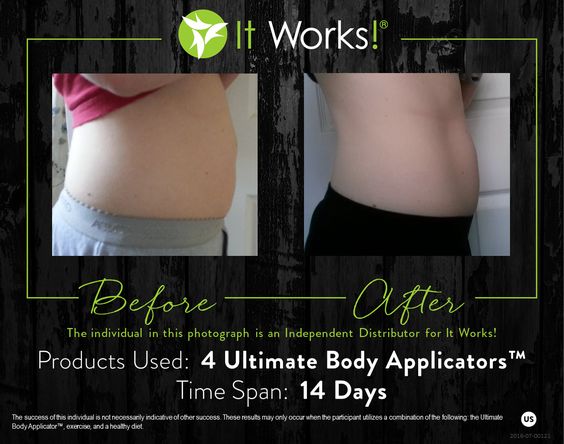 It Works!®
Before After
The individual in this photograph is an Independent Distributor for It Works!
Products Used: 4 Ultimate Body Applicators™
Time Span: 14 Days
The success of this individual is not necessarily indicative of other success. These results may only occur when the participant utilizes a combination of the following: the Ultimate
Body Applicator™, exercise, and a healthy diet.
US
2016-07-00121